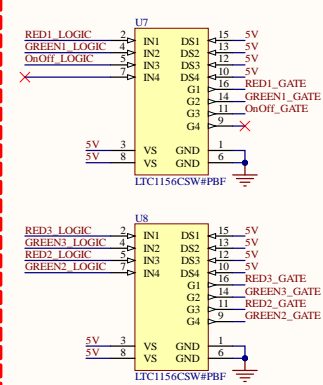 U7
RED1_LOGIC 2 IN1 DS1 15 5V
GREEN1_LOGIC 4 IN2 DS2 13 5V
OnOff_LOGIC 5 IN3 DS3 12 5V
7 IN4 DS4 10 5V
G1 16 RED1_GATE
G2 14 GREEN1_GATE
G3 11 OnOff_GATE
G4 9
5V 3 VS GND 1
5V 8 VS GND 6
LTC1156CSW#PBF
U8
RED3_LOGIC 2 IN1 DS1 15 5V
GREEN3_LOGIC 4 IN2 DS2 13 5V
RED2_LOGIC 5 IN3 DS3 12 5V
GREEN2_LOGIC 7 IN4 DS4 10 5V
G1 16 RED3_GATE
G2 14 GREEN3_GATE
G3 11 RED2_GATE
G4 9 GREEN2_GATE
5V 3 VS GND 1
5V 8 VS GND 6
LTC1156CSW#PBF